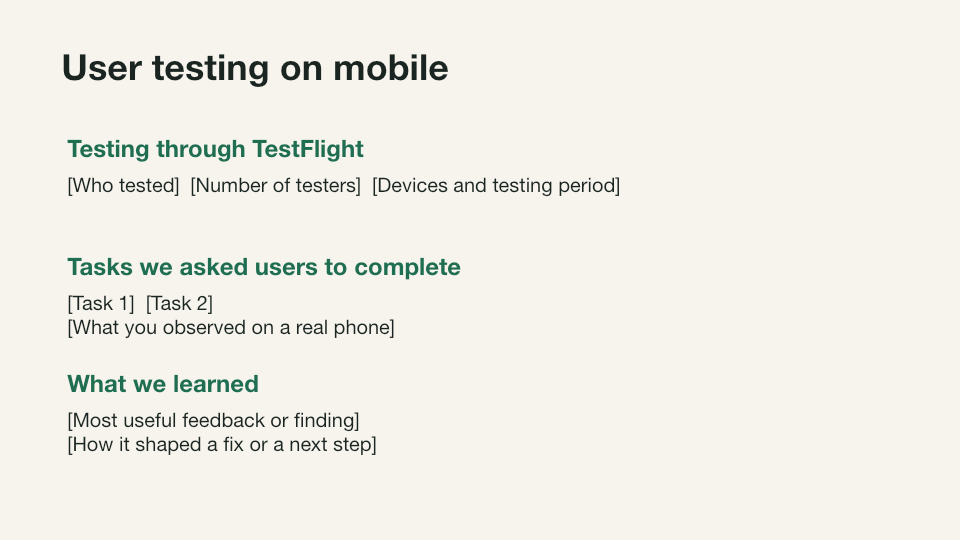 User testing on mobile
Testing through TestFlight
[Who tested]  [Number of testers]  [Devices and testing period]
Tasks we asked users to complete
[Task 1]  [Task 2]
[What you observed on a real phone]
What we learned
[Most useful feedback or finding]
[How it shaped a fix or a next step]